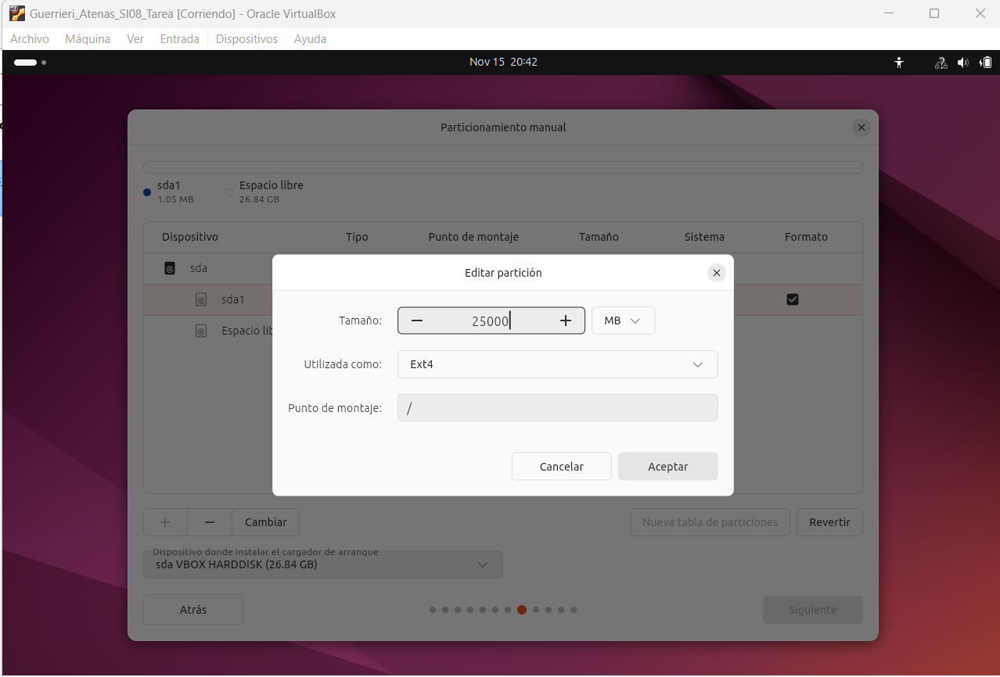 Guerrieri_Atenas_SI08_Tarea [Corriendo] - Oracle VirtualBox
Archivo Máquina Ver Entrada Dispositivos Ayuda
Nov 15 20:42
Particionamiento manual
sda1
1.05 MB
Espacio libre
26.84 GB
Dispositivo Tipo Punto de montaje Tamaño Sistema Formato
sda
sda1
Espacio lib
Editar partición
Tamaño: 25000 MB
Utilizada como: Ext4
Punto de montaje: /
Cancelar Aceptar
Cambiar Nueva tabla de particiones Revertir
Dispositivo donde instalar el cargador de arranque
sda VBOX HARDDISK (26.84 GB)
Atrás Siguiente